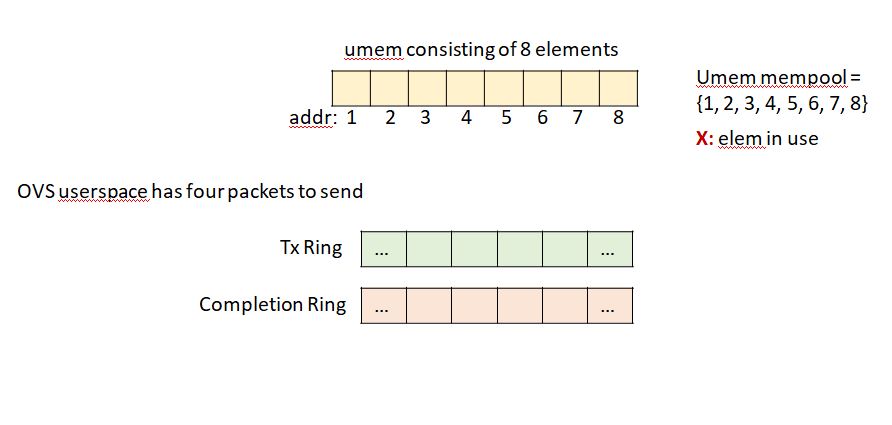 umem consisting of 8 elements
addr: 1 2 3 4 5 6 7 8
Umem mempool =
{1, 2, 3, 4, 5, 6, 7, 8}
X: elem in use
OVS userspace has four packets to send
Tx Ring ... ...
Completion Ring ... ...